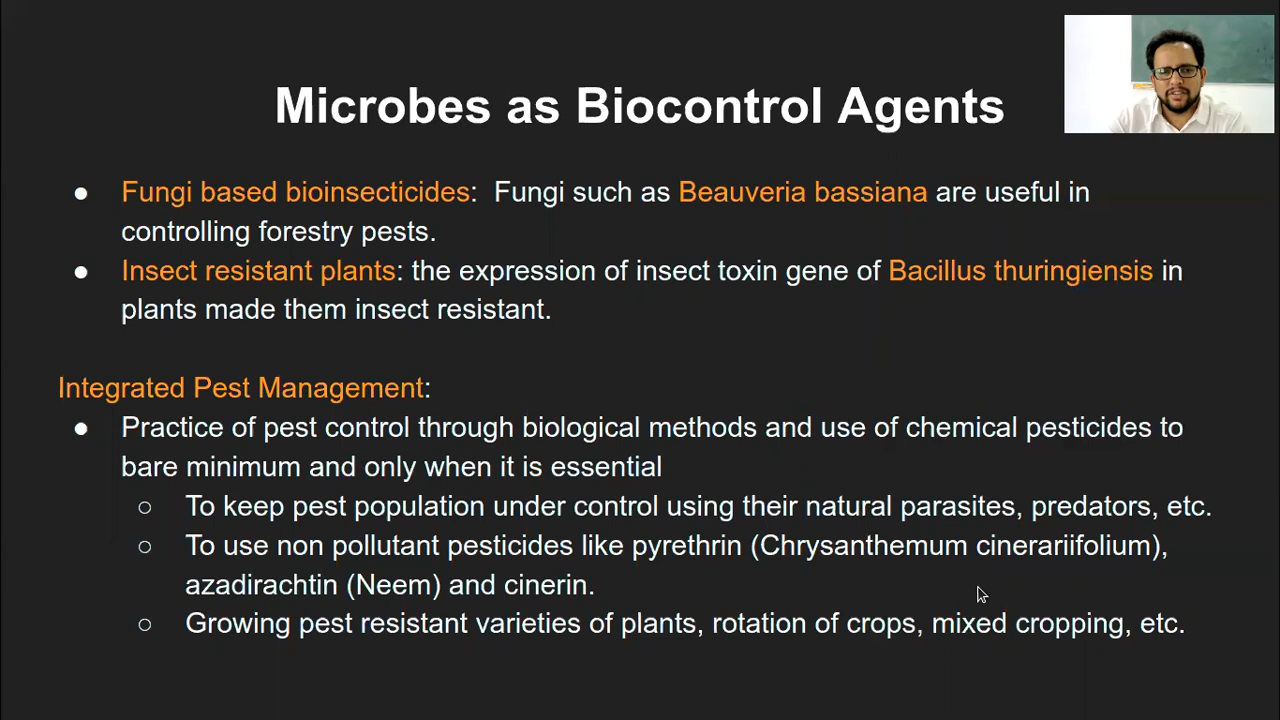 Microbes as Biocontrol Agents
● Fungi based bioinsecticides: Fungi such as Beauveria bassiana are useful in
controlling forestry pests.
● Insect resistant plants: the expression of insect toxin gene of Bacillus thuringiensis in
plants made them insect resistant.
Integrated Pest Management:
● Practice of pest control through biological methods and use of chemical pesticides to
bare minimum and only when it is essential
○ To keep pest population under control using their natural parasites, predators, etc.
○ To use non pollutant pesticides like pyrethrin (Chrysanthemum cinerariifolium),
azadirachtin (Neem) and cinerin.
○ Growing pest resistant varieties of plants, rotation of crops, mixed cropping, etc.